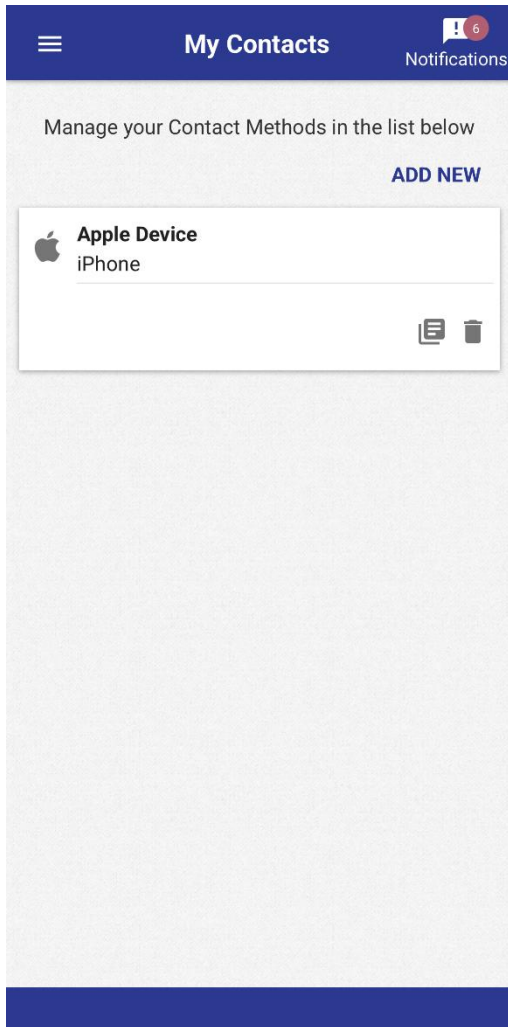 My Contacts
6
Notifications
Manage your Contact Methods in the list below
ADD NEW
Apple Device
iPhone